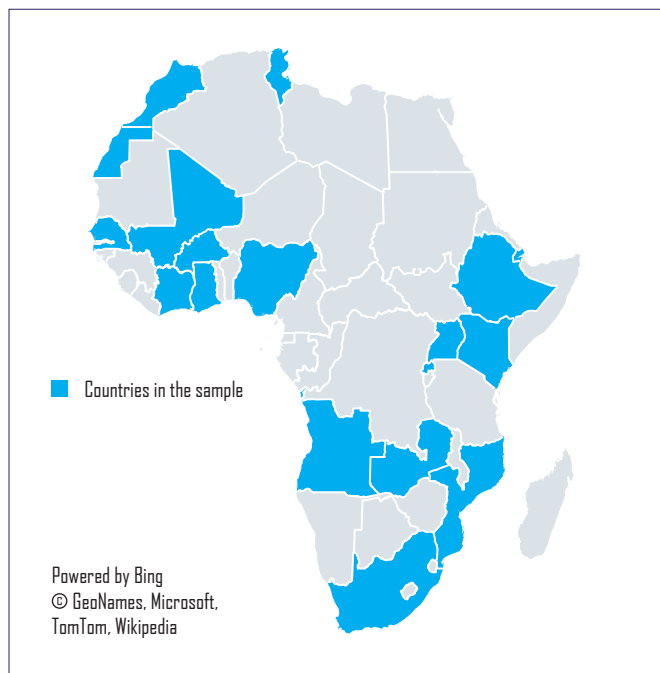 Countries in the sample
Powered by Bing
© GeoNames, Microsoft,
TomTom, Wikipedia